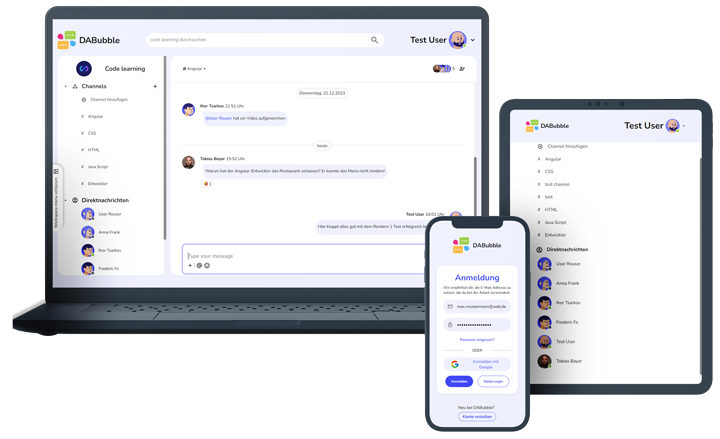 DABubble
code learning durchsuchen
Test User
Code learning
Channels
+
Channel hinzufügen
# Angular
# CSS
# HTML
# Java Script
# Entwickler
Direktnachrichten
User Reuser
Anna Frank
Ihor Tsarkov
Frederic Fe
Workspace-Menü schließen
# Angular
5
Donnerstag, 21.12.2023
Ihor Tsarkov 21:51 Uhr
@User Reuser hat ein Video aufgenommen
heute
Tobias Bayer 15:52 Uhr
Warum hat der Angular-Entwickler das Restaurant verlassen? Er konnte das Menü nicht rendern!
1
Test User 16:01 Uhr
Hier klappt alles gut mit dem Rendern :) Test erfolgreich
Type your message
+ | @
DABubble
Anmeldung
Wir empfehlen dir, die E-Mail-Adresse zu
nutzen, die du bei der Arbeit verwendest.
max.mustermann@web.de
Passwort vergessen?
ODER
Anmelden mit
Google
Anmelden
Gäste-Login
Neu bei DABubble?
Konto erstellen
DABubble
Test User
Channel hinzufügen
# Angular
# CSS
# test channel
# test
# HTML
# Java Script
# Entwickler
Direktnachrichten
User Reuser
Anna Frank
Ihor Tsarkov
Frederic Fe
Test User
Tobias Bayer